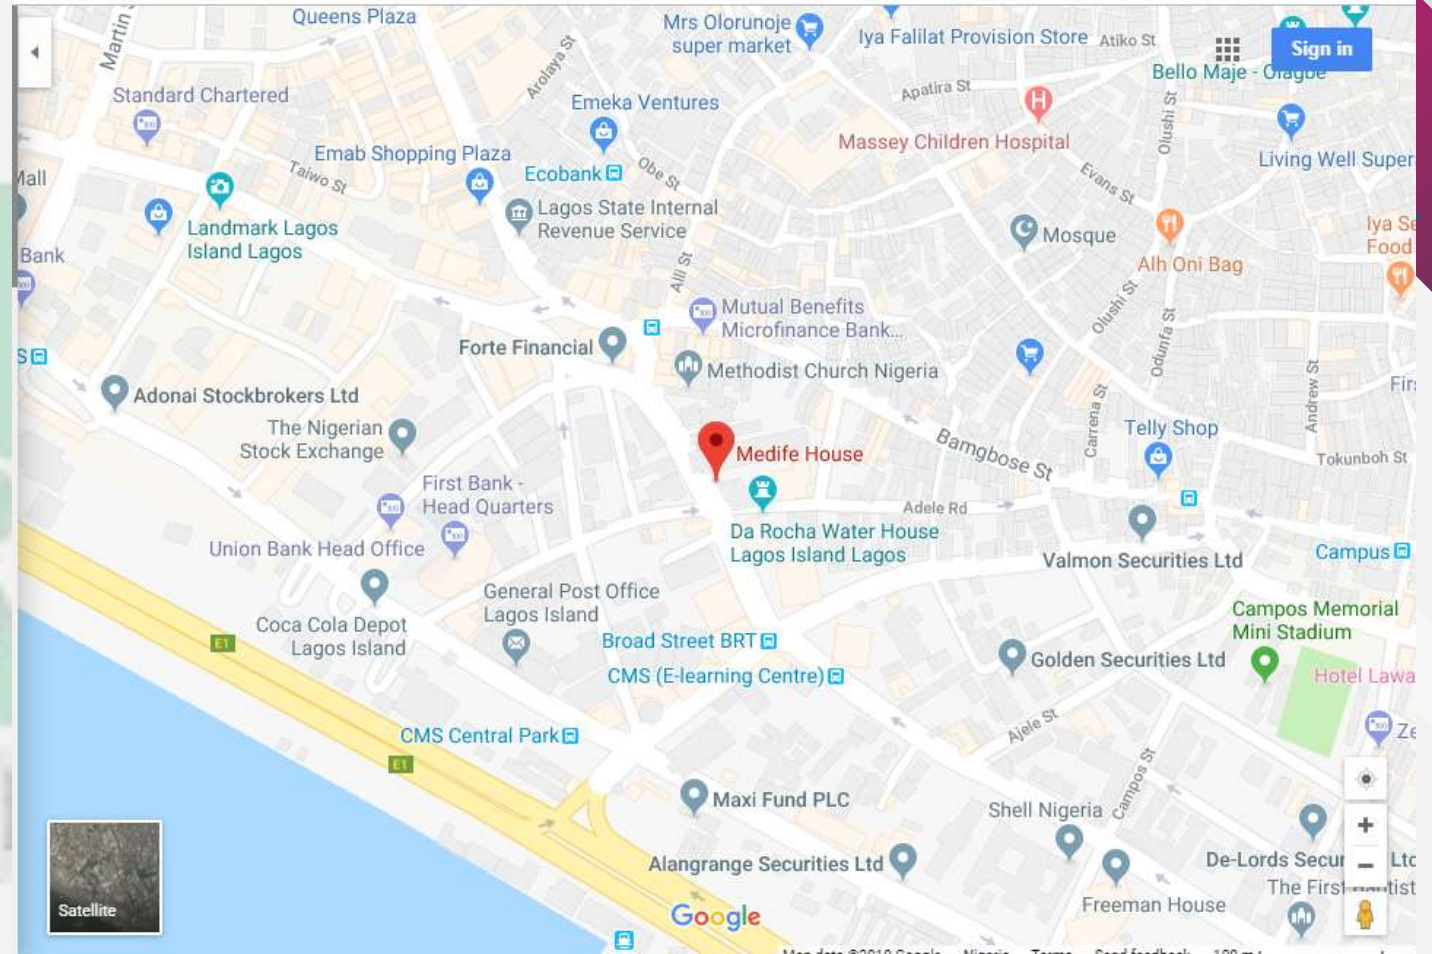 Queens Plaza
Mrs Olorunoje
super market
Iya Falilat Provision Store
Atiko St
Sign in
Martin
Arolaya St
Bello Maje - Olagbe
Standard Chartered
Emeka Ventures
Apatira St
Olushi St
Massey Children Hospital
Emab Shopping Plaza
Living Well Super
Taiwo St
Ecobank
Obe St
Evans St
Mall
Lagos State Internal
Revenue Service
Landmark Lagos
Island Lagos
Mosque
Iya Se
Food
Bank
Alli St
Alh Oni Bag
Mutual Benefits
Microfinance Bank...
Olushi St
Odunfa St
Forte Financial
S
Methodist Church Nigeria
Adonai Stockbrokers Ltd
Andrew St
Firs
The Nigerian
Stock Exchange
Carrena St
Telly Shop
Medife House
Bamgbose St
Tokunboh St
First Bank -
Head Quarters
Adele Rd
Da Rocha Water House
Lagos Island Lagos
Union Bank Head Office
Valmon Securities Ltd
Campus
General Post Office
Lagos Island
Campos Memorial
Mini Stadium
Coca Cola Depot
Lagos Island
E1
Broad Street BRT
CMS (E-learning Centre)
Golden Securities Ltd
Hotel Lawa
Ajele St
CMS Central Park
Ze
E1
Campos St
Maxi Fund PLC
Shell Nigeria
Alangrange Securities Ltd
De-Lords Secur
Ltd
The First
tist
Satellite
Google
Freeman House